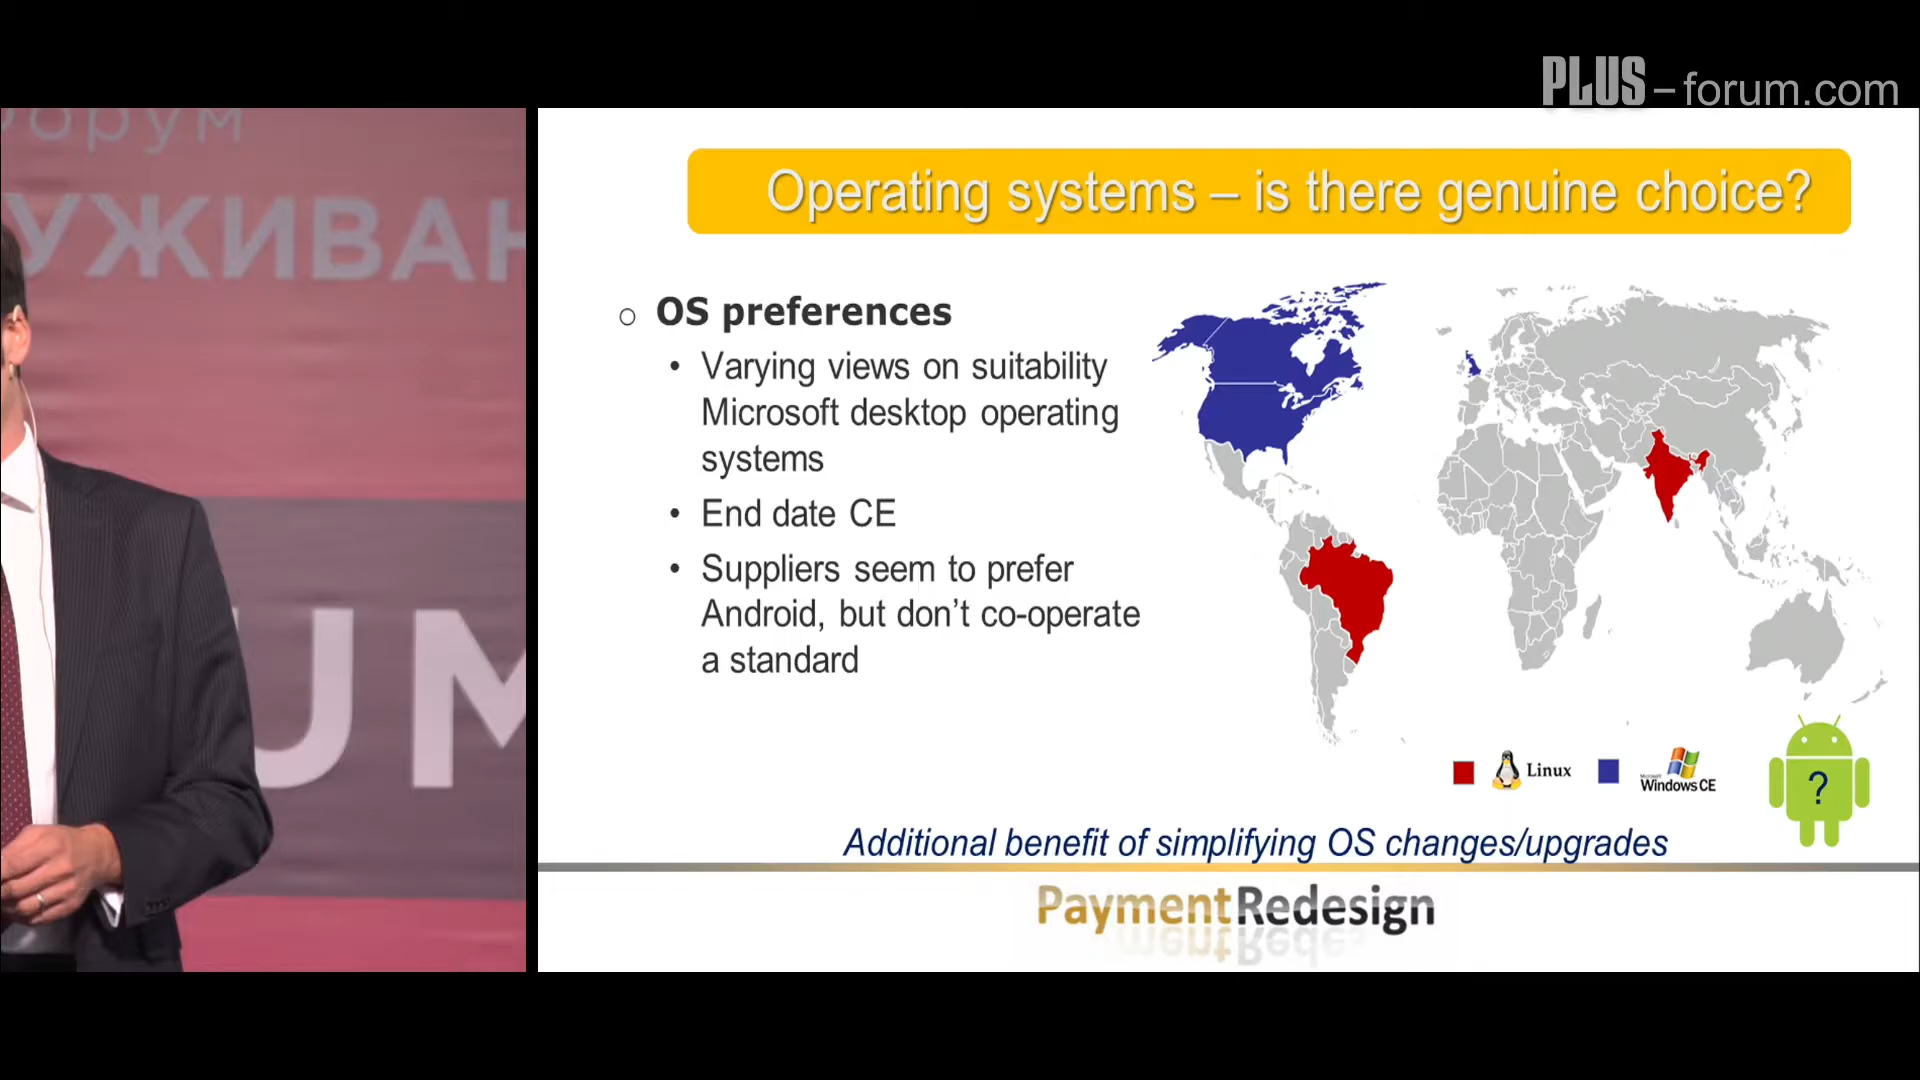 PLUS – forum.com
форум
УЖИВАН
UM
Operating systems – is there genuine choice?
OS preferences
• Varying views on suitability
Microsoft desktop operating
systems
• End date CE
• Suppliers seem to prefer
Android, but don’t co-operate
a standard
Linux
Microsoft
Windows CE
?
Additional benefit of simplifying OS changes/upgrades
PaymentRedesign